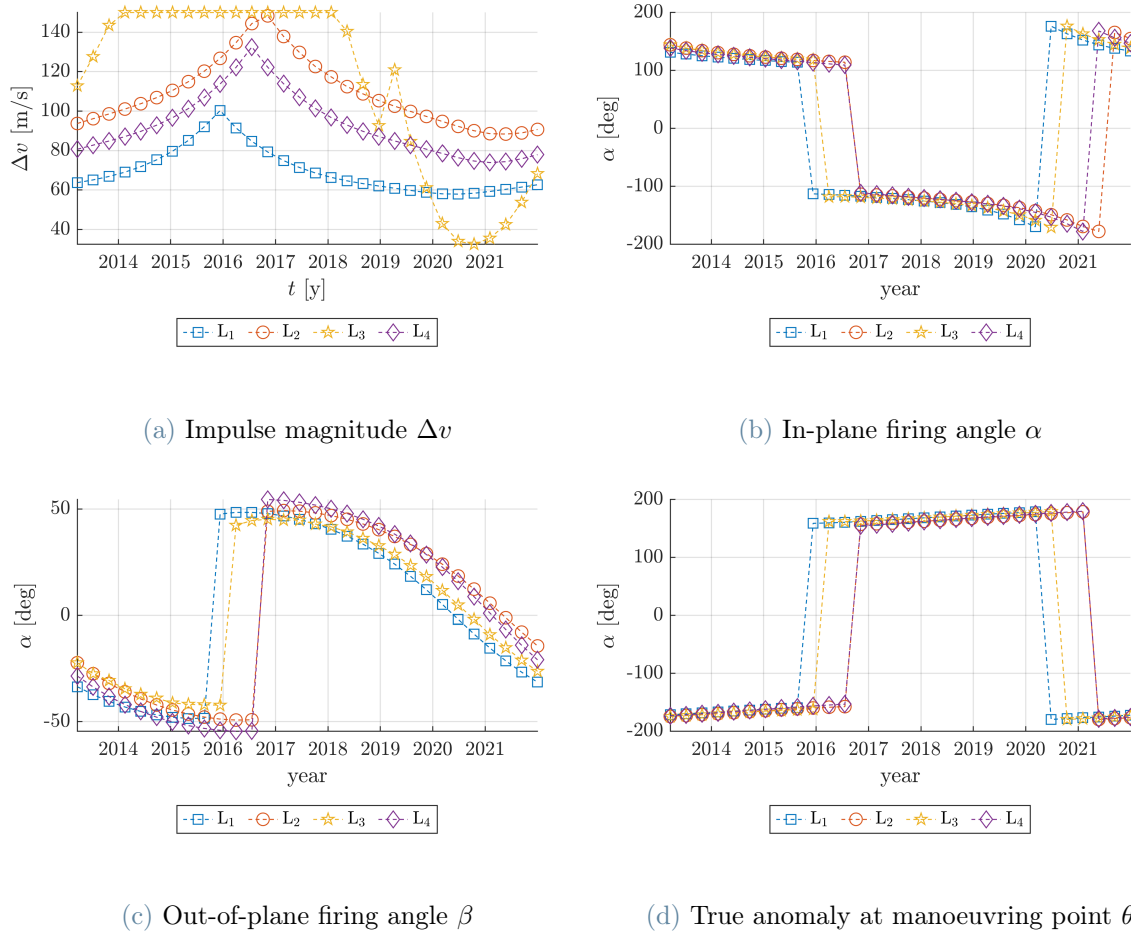 140
120
100
80
60
40
Δv [m/s]
2014 2015 2016 2017 2018 2019 2020 2021
t [y]
L1 L2 L3 L4
(a) Impulse magnitude Δv
200
100
0
-100
-200
α [deg]
2014 2015 2016 2017 2018 2019 2020 2021
year
L1 L2 L3 L4
(b) In-plane firing angle α
50
0
-50
α [deg]
2014 2015 2016 2017 2018 2019 2020 2021
year
L1 L2 L3 L4
(c) Out-of-plane firing angle β
200
100
0
-100
-200
α [deg]
2014 2015 2016 2017 2018 2019 2020 2021
year
L1 L2 L3 L4
(d) True anomaly at manoeuvring point θ